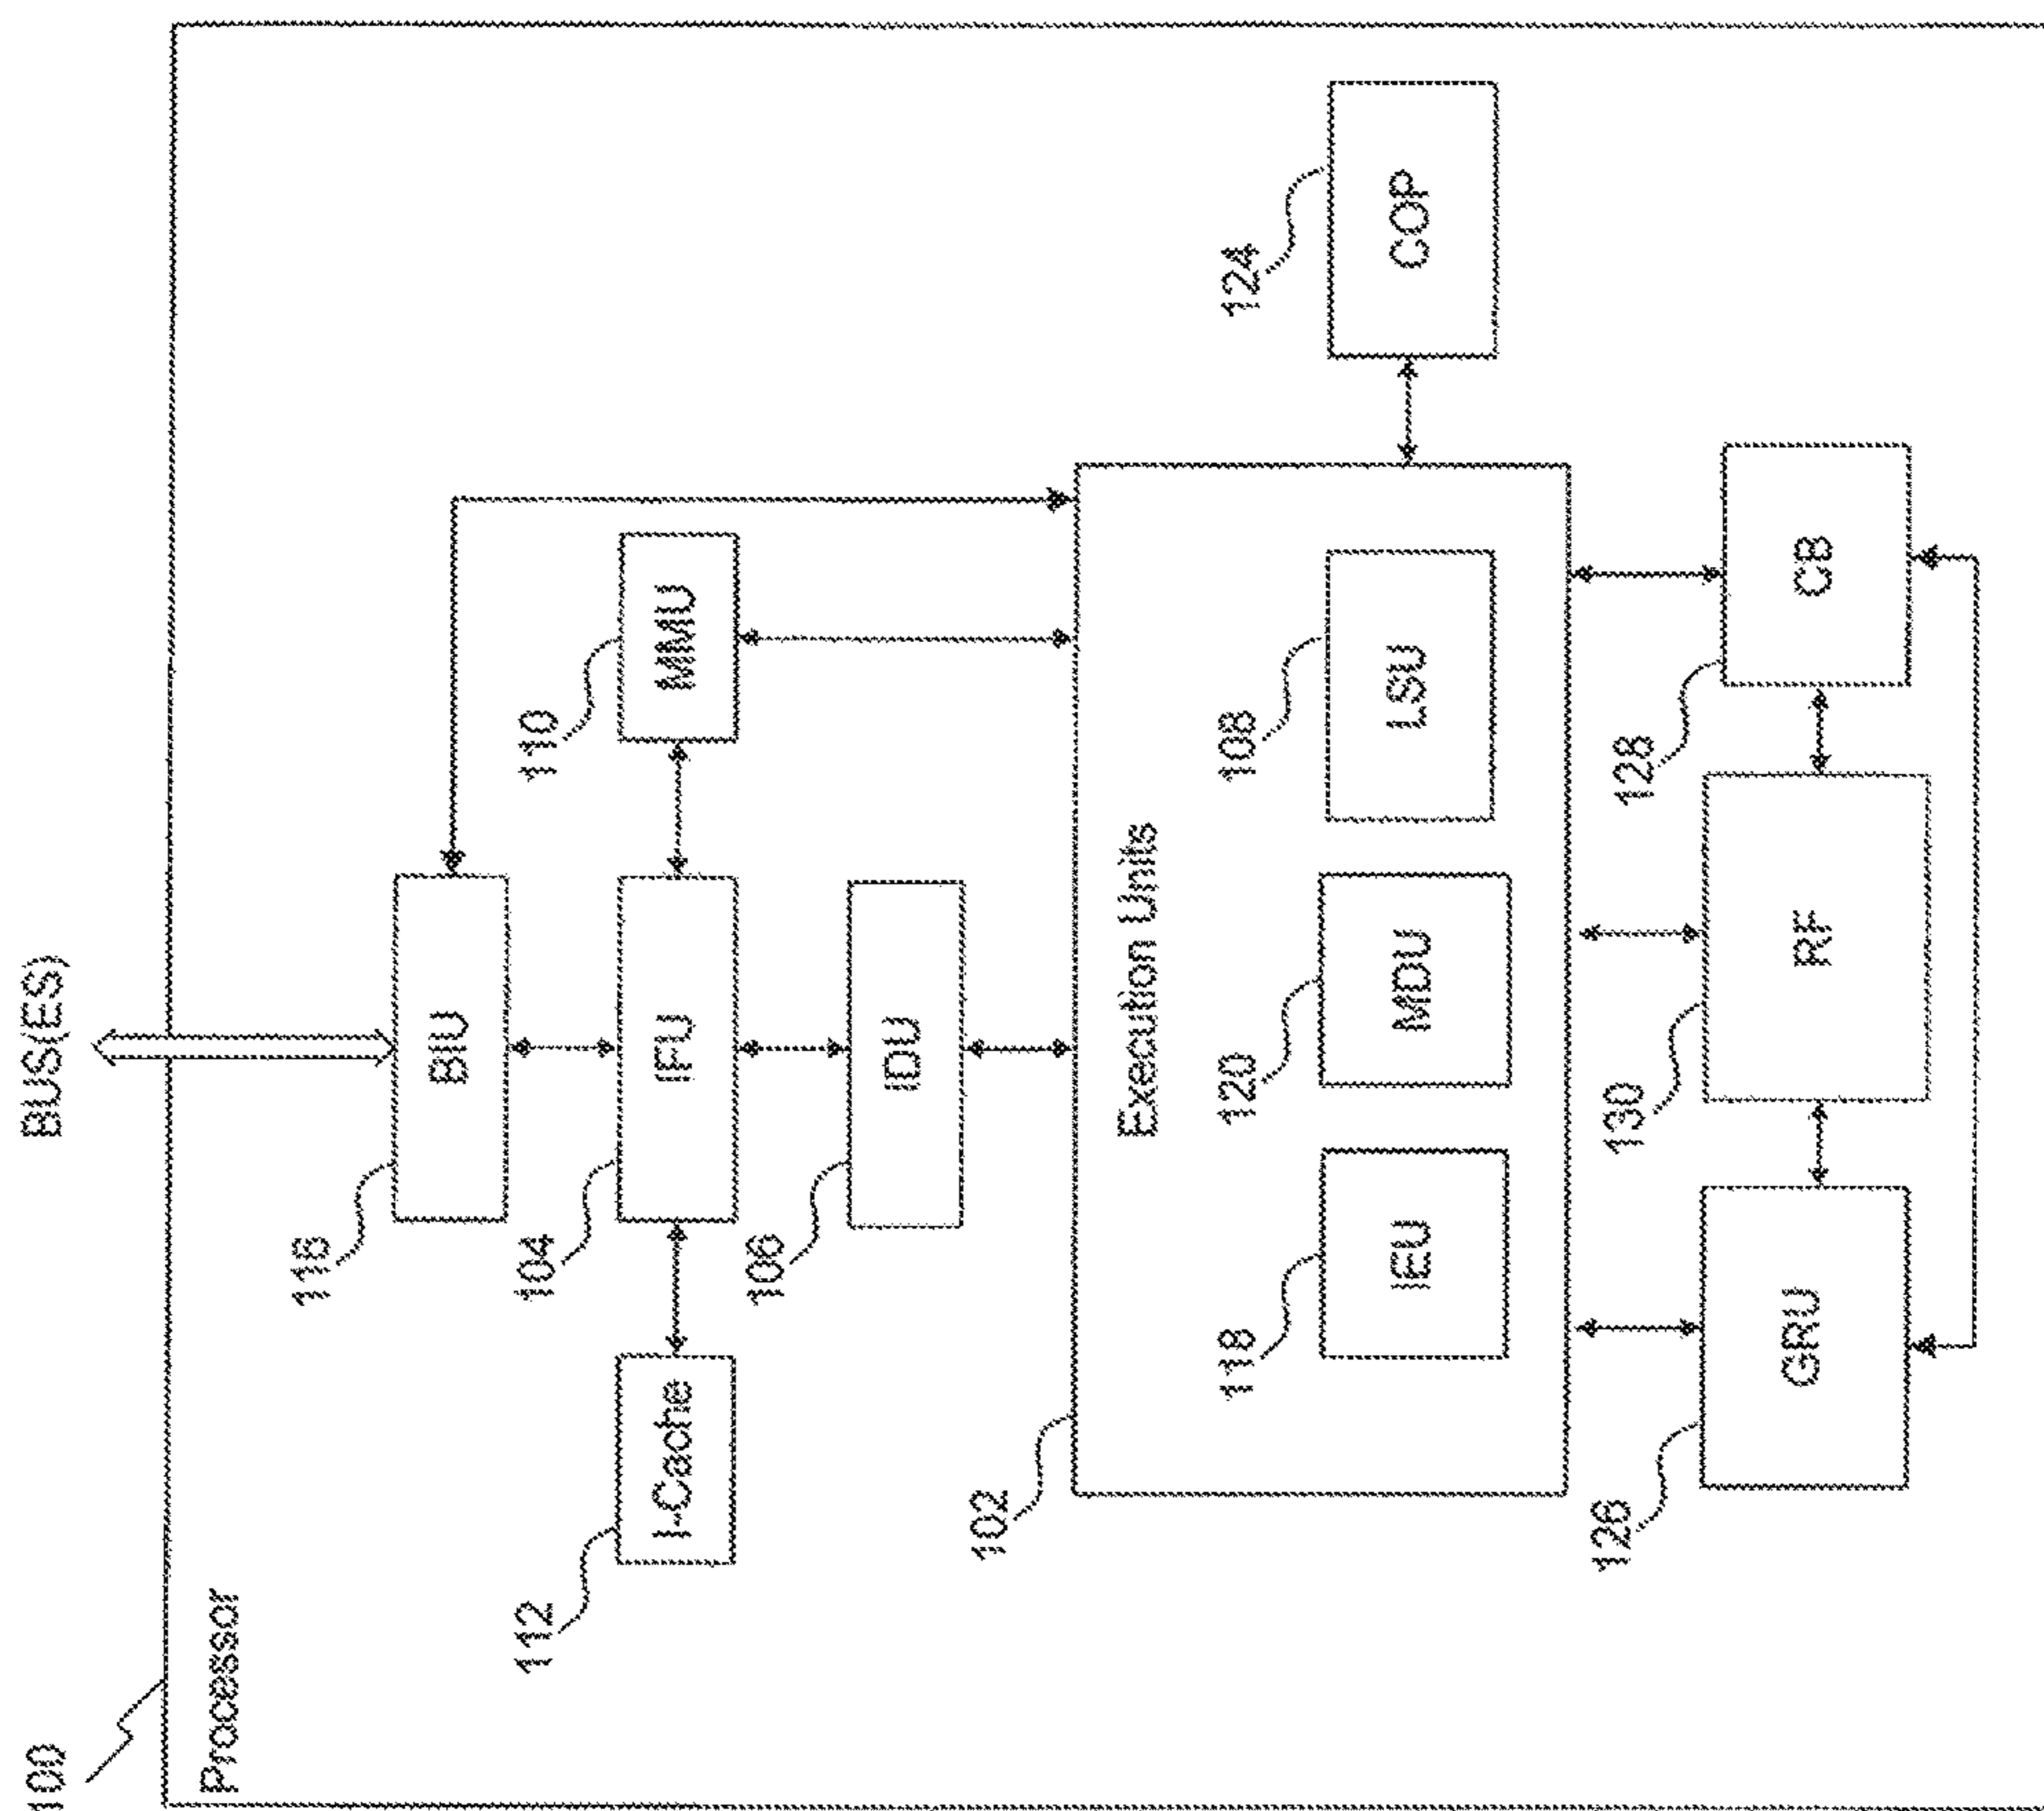 100
BUS(ES)
Processor
116
BIU
112
104
110
I-Cache
IFU
MMU
106
IDU
102
Execution Units
118
120
108
124
IEU
MDU
LSU
COP
126
130
128
GRU
RF
CB